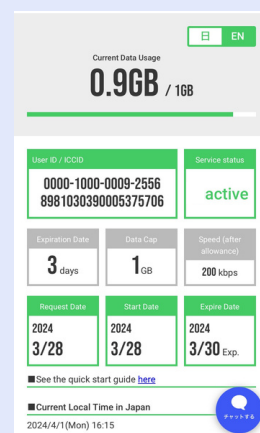 日 EN
Current Data Usage
0.9GB / 1GB
User ID / ICCID
0000-1000-0009-2556
8981030390005375706
Service status
active
Expiration Date
3 days
Data Cap
1GB
Speed (after
allowance)
200 kbps
Request Date
2024
3/28
Start Date
2024
3/28
Expire Date
2024
3/30 Exp.
■See the quick start guide here
■Current Local Time in Japan
2024/4/1(Mon) 16:15
チャットする